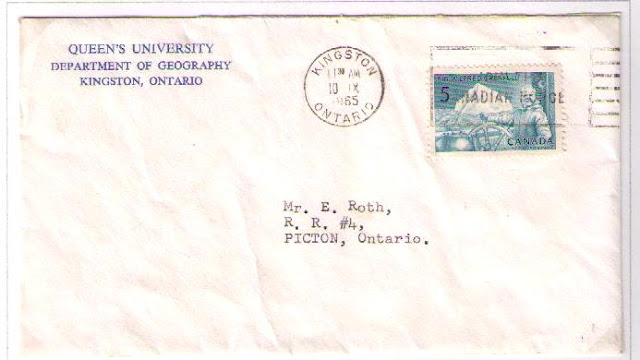 QUEEN'S UNIVERSITY
DEPARTMENT OF GEOGRAPHY
KINGSTON, ONTARIO
KINGSTON
AM
10 IX
1965
ONTARIO
5
CANADA
Mr. E. Roth,
R. R. #4,
PICTON, Ontario.